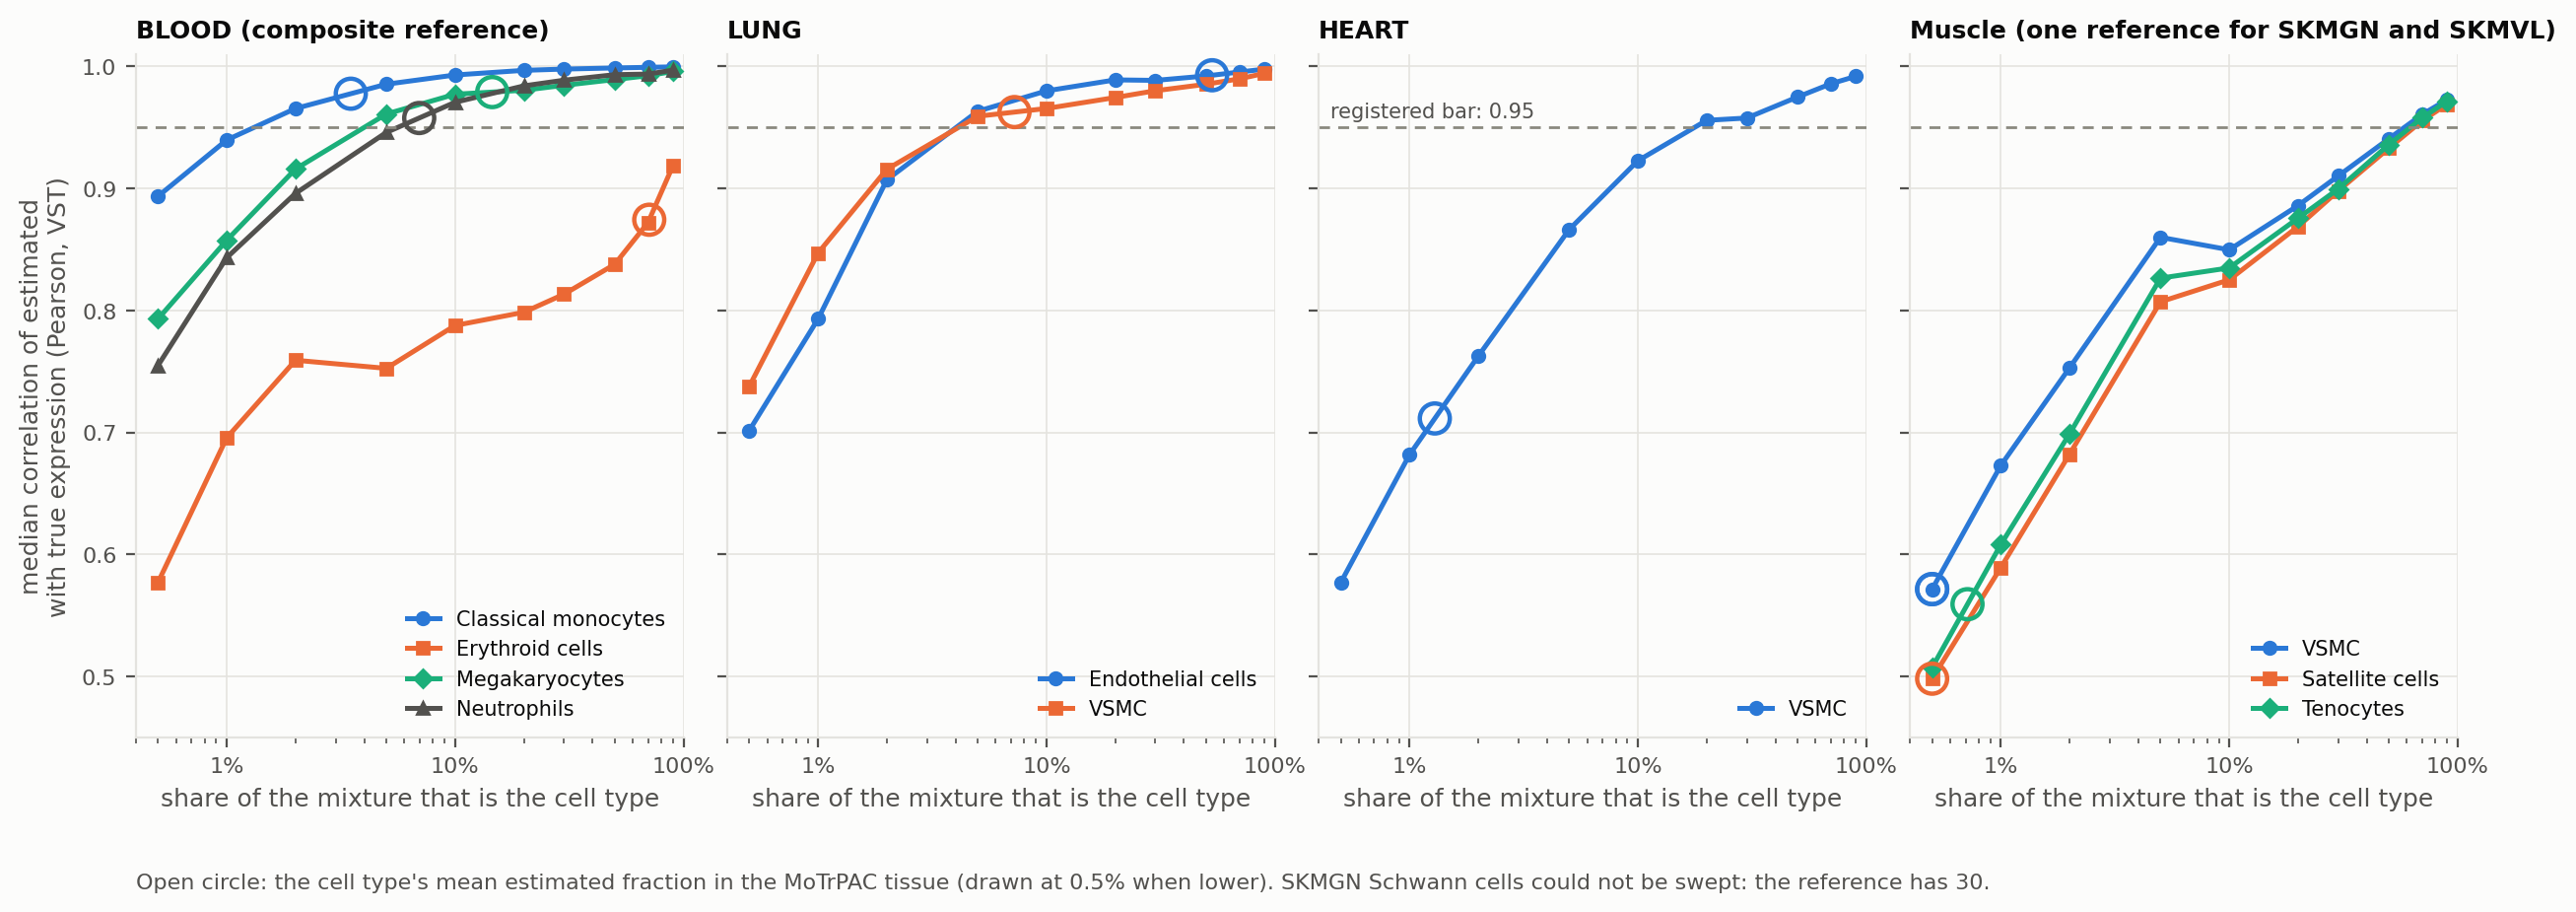 BLOOD (composite reference)
LUNG
HEART
Muscle (one reference for SKMGN and SKMVL)
median correlation of estimated
with true expression (Pearson, VST)
1.0
0.9
0.8
0.7
0.6
0.5
registered bar: 0.95
Classical monocytes
Erythroid cells
Megakaryocytes
Neutrophils
Endothelial cells
VSMC
VSMC
VSMC
Satellite cells
Tenocytes
1% 10% 100%
1% 10% 100%
1% 10% 100%
1% 10% 100%
share of the mixture that is the cell type
share of the mixture that is the cell type
share of the mixture that is the cell type
share of the mixture that is the cell type
Open circle: the cell type's mean estimated fraction in the MoTrPAC tissue (drawn at 0.5% when lower). SKMGN Schwann cells could not be swept: the reference has 30.